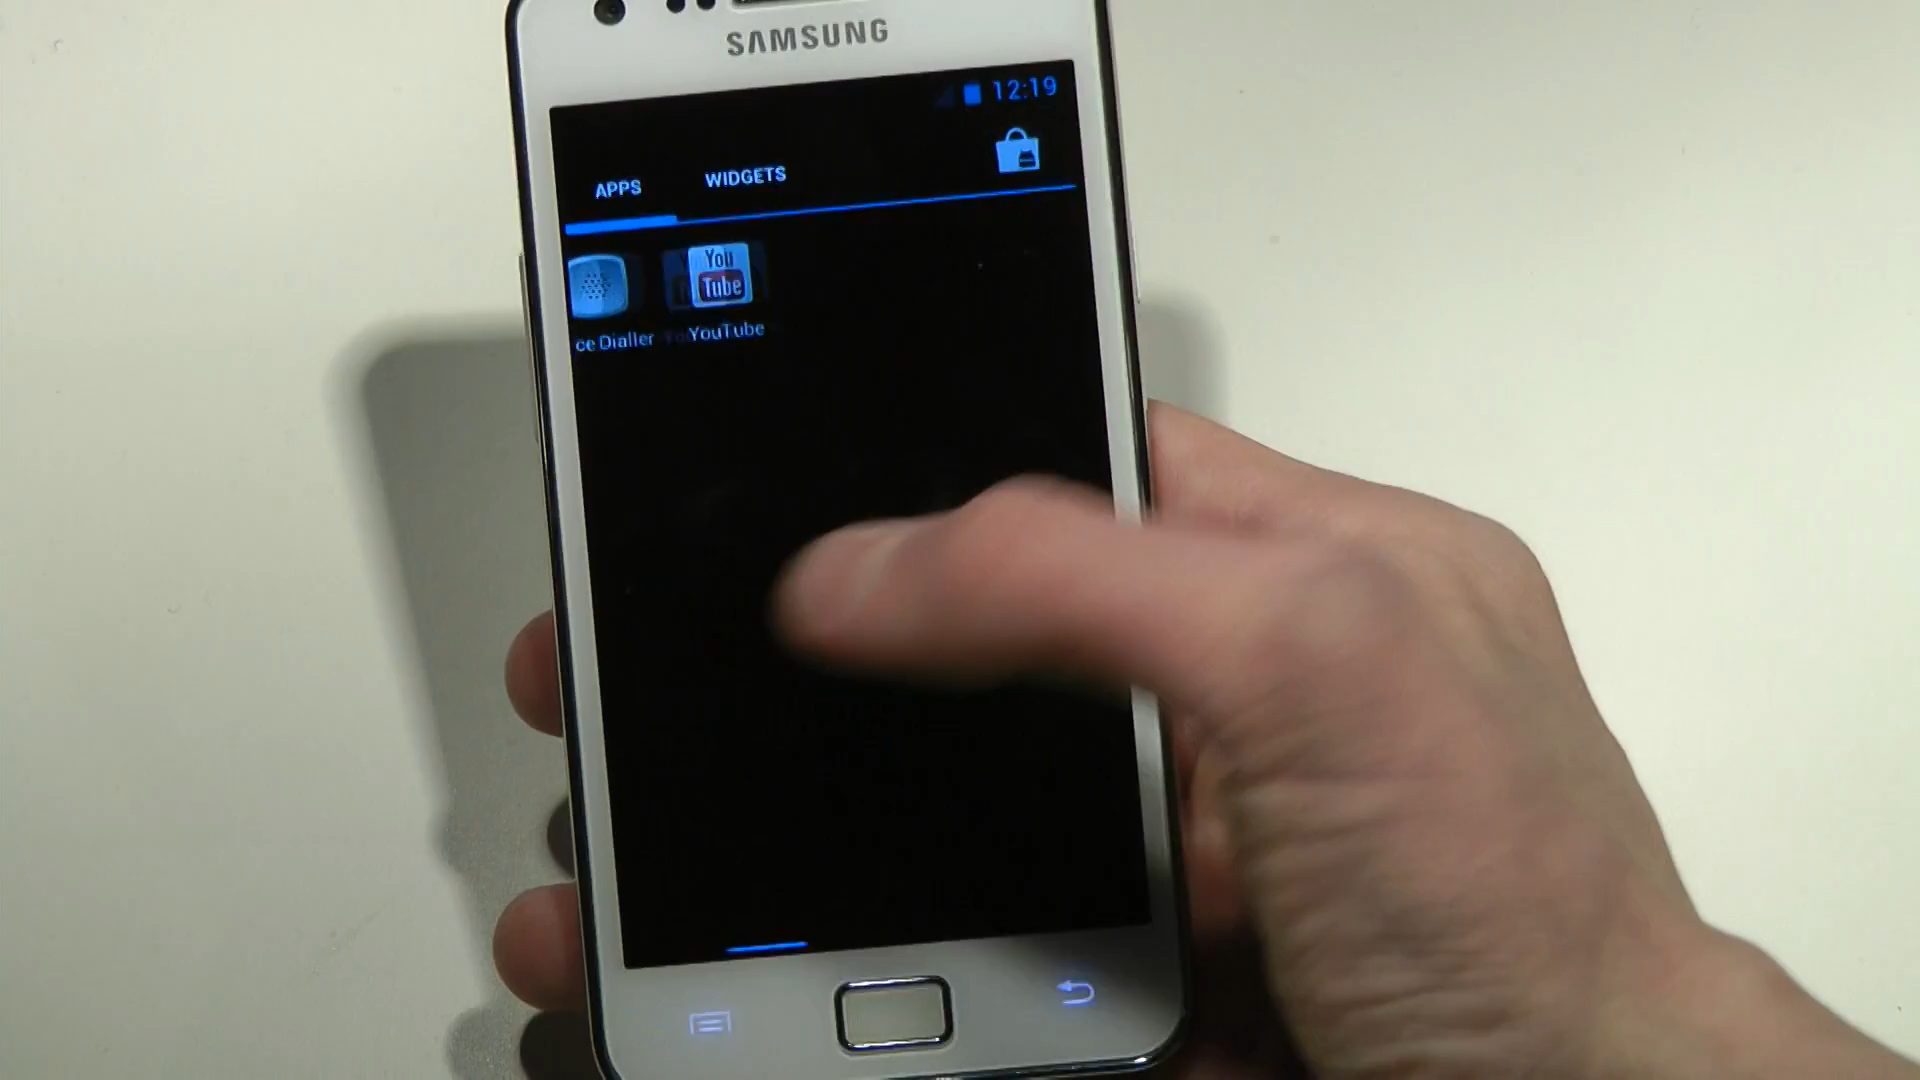 SAMSUNG
12:19
APPS WIDGETS
You
Tube
ce Dialler YouTube